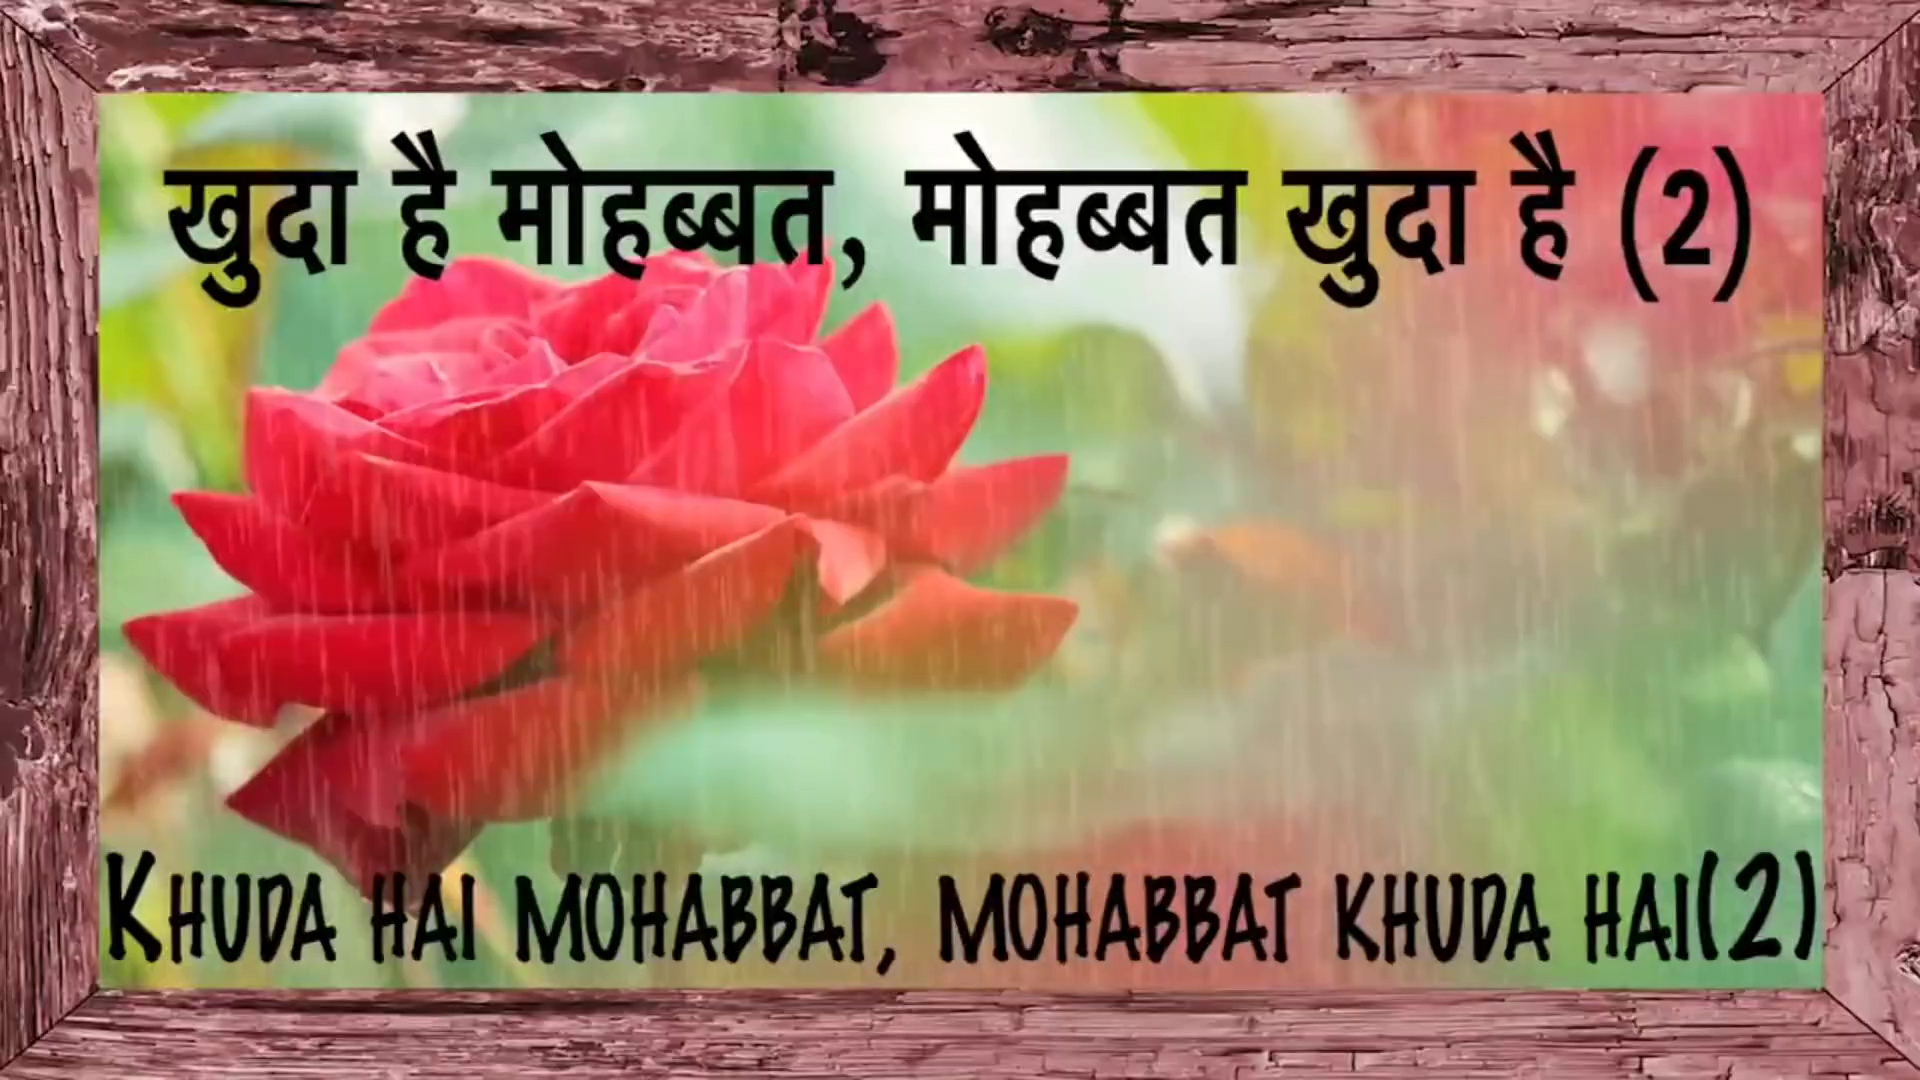 खुदा है मोहब्बत, मोहब्बत खुदा है (2)
KHUDA HAI MOHABBAT, MOHABBAT KHUDA HAI(2)